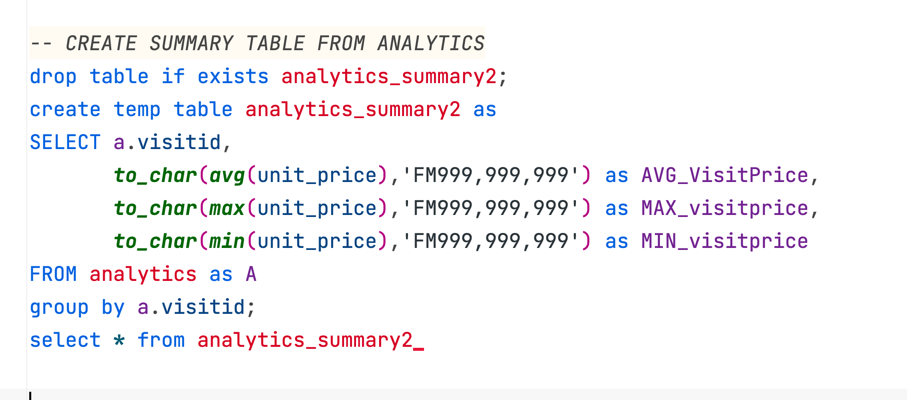 -- CREATE SUMMARY TABLE FROM ANALYTICS
drop table if exists analytics_summary2;
create temp table analytics_summary2 as
SELECT a.visitid,
       to_char(avg(unit_price),'FM999,999,999') as AVG_VisitPrice,
       to_char(max(unit_price),'FM999,999,999') as MAX_visitprice,
       to_char(min(unit_price),'FM999,999,999') as MIN_visitprice
FROM analytics as A
group by a.visitid;
select * from analytics_summary2_